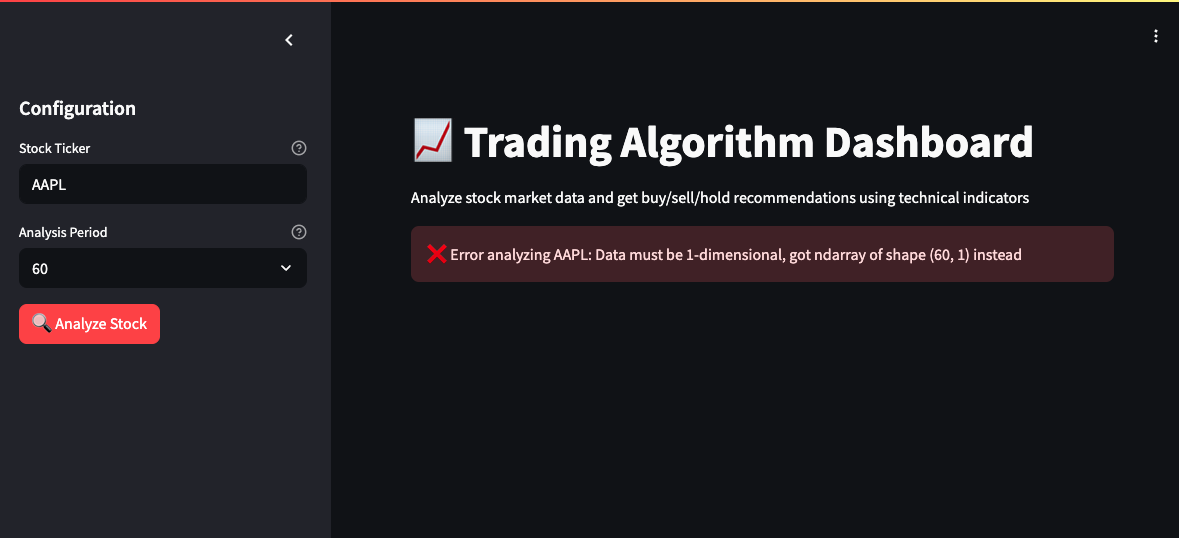 Configuration
Stock Ticker
AAPL
Analysis Period
60
🔍 Analyze Stock
📈 Trading Algorithm Dashboard
Analyze stock market data and get buy/sell/hold recommendations using technical indicators
❌ Error analyzing AAPL: Data must be 1-dimensional, got ndarray of shape (60, 1) instead